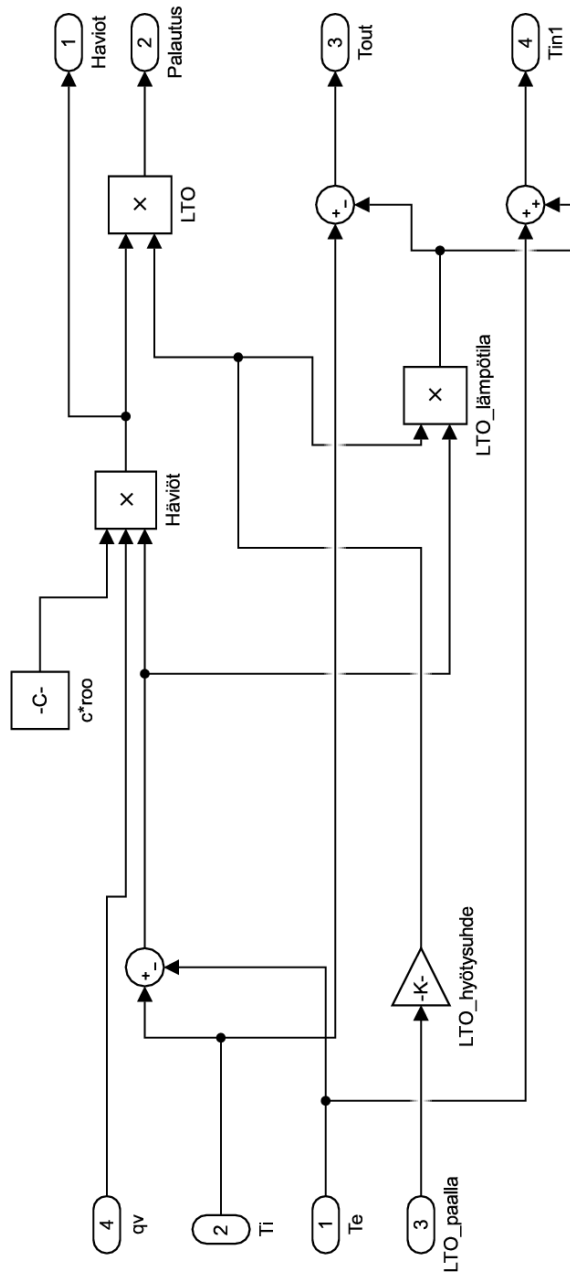 1
Haviot
2
Palautus
3
Tout
4
Tin1
×
LTO
+
-
+
+
×
LTO_lämpötila
×
Häviöt
-C-
c*roo
+
-
-K-
LTO_hyötysuhde
4
qv
2
Ti
1
Te
3
LTO_paalla